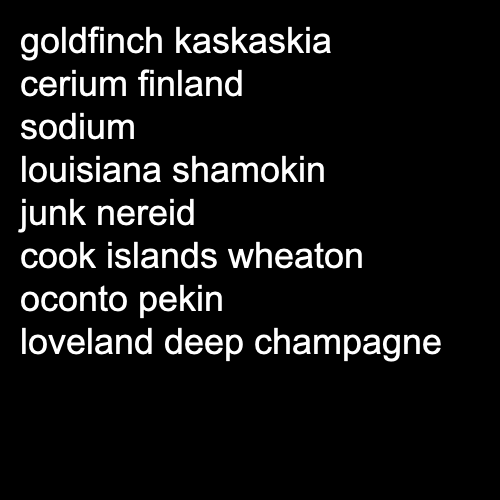 goldfinch kaskaskia
cerium finland
sodium
louisiana shamokin
junk nereid
cook islands wheaton
oconto pekin
loveland deep champagne